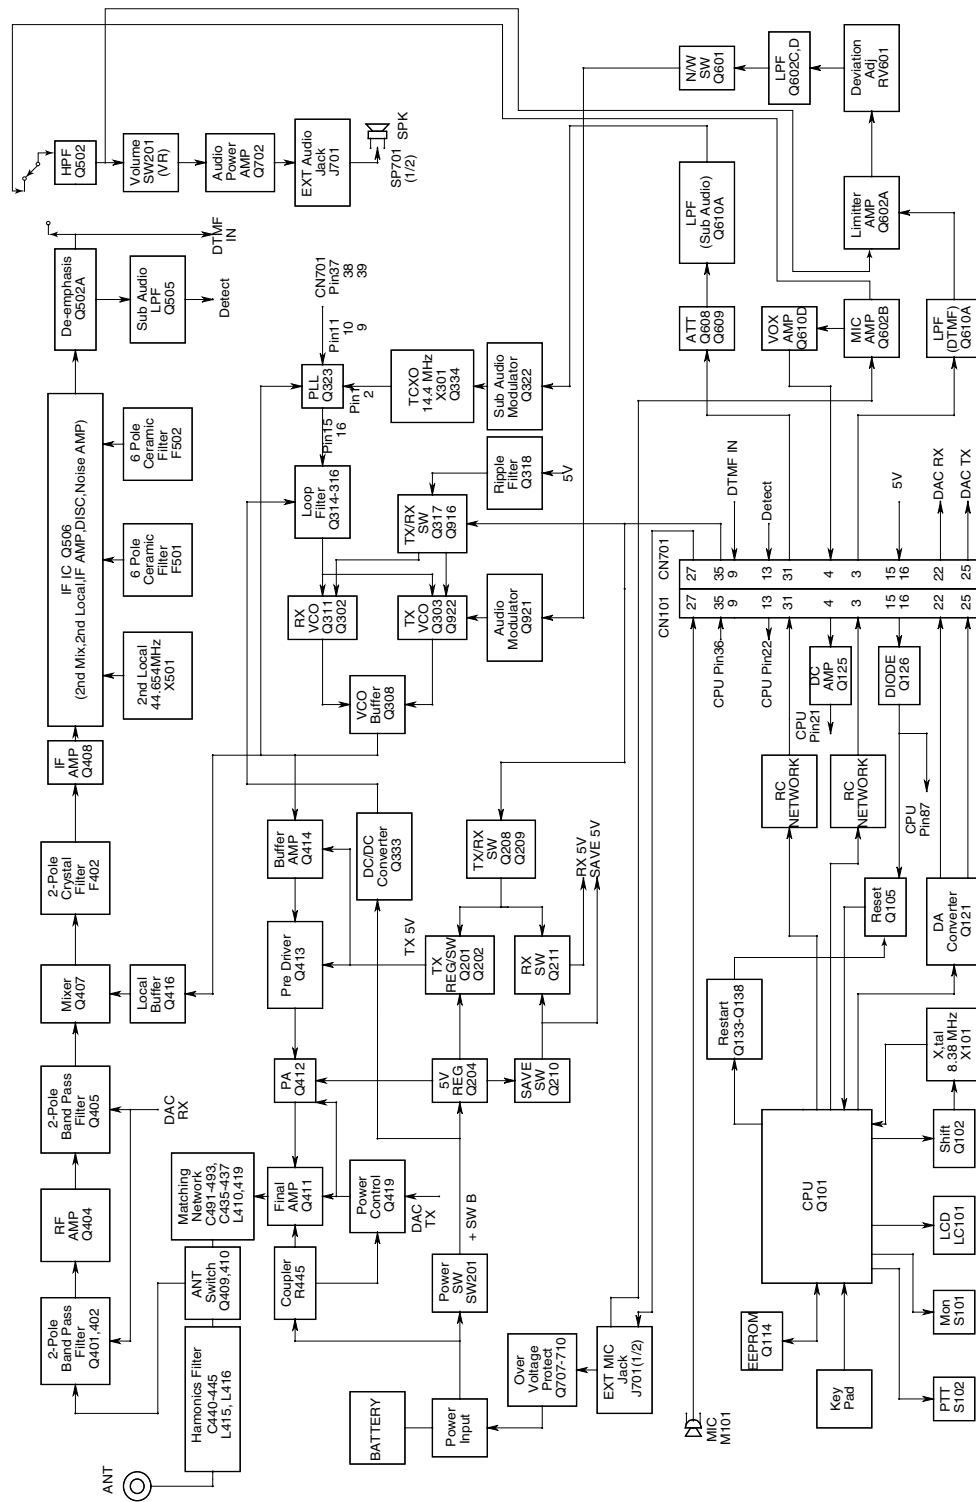 ANT
Hamonics Filter
C440-445
L415, L416
ANT
Switch
Q409,410
Matching
Network
C491-493,
C435-437
L410,419
2-Pole
Band Pass
Filter
Q401,402
RF
AMP
Q404
2-Pole
Band Pass
Filter
Q405
DAC
RX
Mixer
Q407
Local
Buffer
Q416
2-Pole
Crystal
Filter
F402
IF
AMP
Q408
IF IC Q506
(2nd Mix,2nd Local,IF AMP,DISC,Noise AMP)
2nd Local
44.654MHz
X501
6 Pole
Ceramic
Filter
F501
6 Pole
Ceramic
Filter
F502
De-emphasis
Q502A
Sub Audio
LPF
Q505
Detect
DTMF
IN
HPF
Q502
Volume
SW201
(VR)
Audio
Power
AMP
Q702
EXT Audio
Jack
J701
SP701
(1/2)
SPK
BATTERY
Power
Input
Over
Voltage
Protect
Q707-710
EXT MIC
Jack
J701(1/2)
Power
SW
SW201
+ SW B
Coupler
R445
Final
AMP
Q411
Power
Control
Q419
DAC
TX
PA
Q412
Pre Driver
Q413
Buffer
AMP
Q414
DC/DC
Converter
Q333
5V
REG
Q204
SAVE
SW
Q210
TX
REG/SW
Q201
Q202
TX 5V
RX
SW
Q211
TX/RX
SW
Q208
Q209
RX 5V
SAVE 5V
VCO
Buffer
Q308
RX
VCO
Q311
Q302
TX
VCO
Q303
Q922
Audio
Modulator
Q921
TX/RX
SW
Q317
Q916
Ripple
Filter
Q318
5V
Loop
Filter
Q314-316
Pin15
16
PLL
Q323
Pin1
2
Pin11
10
9
CN701
Pin37
38
39
TCXO
14.4 MHz
X301
Q334
Sub Audio
Modulator
Q322
MIC
M101
EEPROM
Q114
Key
Pad
CPU
Q101
PTT
S102
Mon
S101
LCD
LC101
Shift
Q102
X,tal
8.38 MHz
X101
Restart
Q133-Q138
Reset
Q105
DA
Converter
Q121
RC
NETWORK
RC
NETWORK
CPU
Pin87
CPU
Pin21
DC
AMP
Q125
DIODE
Q126
CPU Pin36
CPU Pin22
CN101
27
35
9
13
31
4
3
15
16
22
25
CN701
27
35
9
13
31
4
3
15
16
22
25
DTMF IN
Detect
5V
DAC RX
DAC TX
ATT
Q608
Q609
LPF
(Sub Audio)
Q610A
VOX
AMP
Q610D
MIC
AMP
Q602B
LPF
(DTMF)
Q610A
Limitter
AMP
Q602A
Deviation
Adj
RV601
LPF
Q602C,D
N/W
SW
Q601